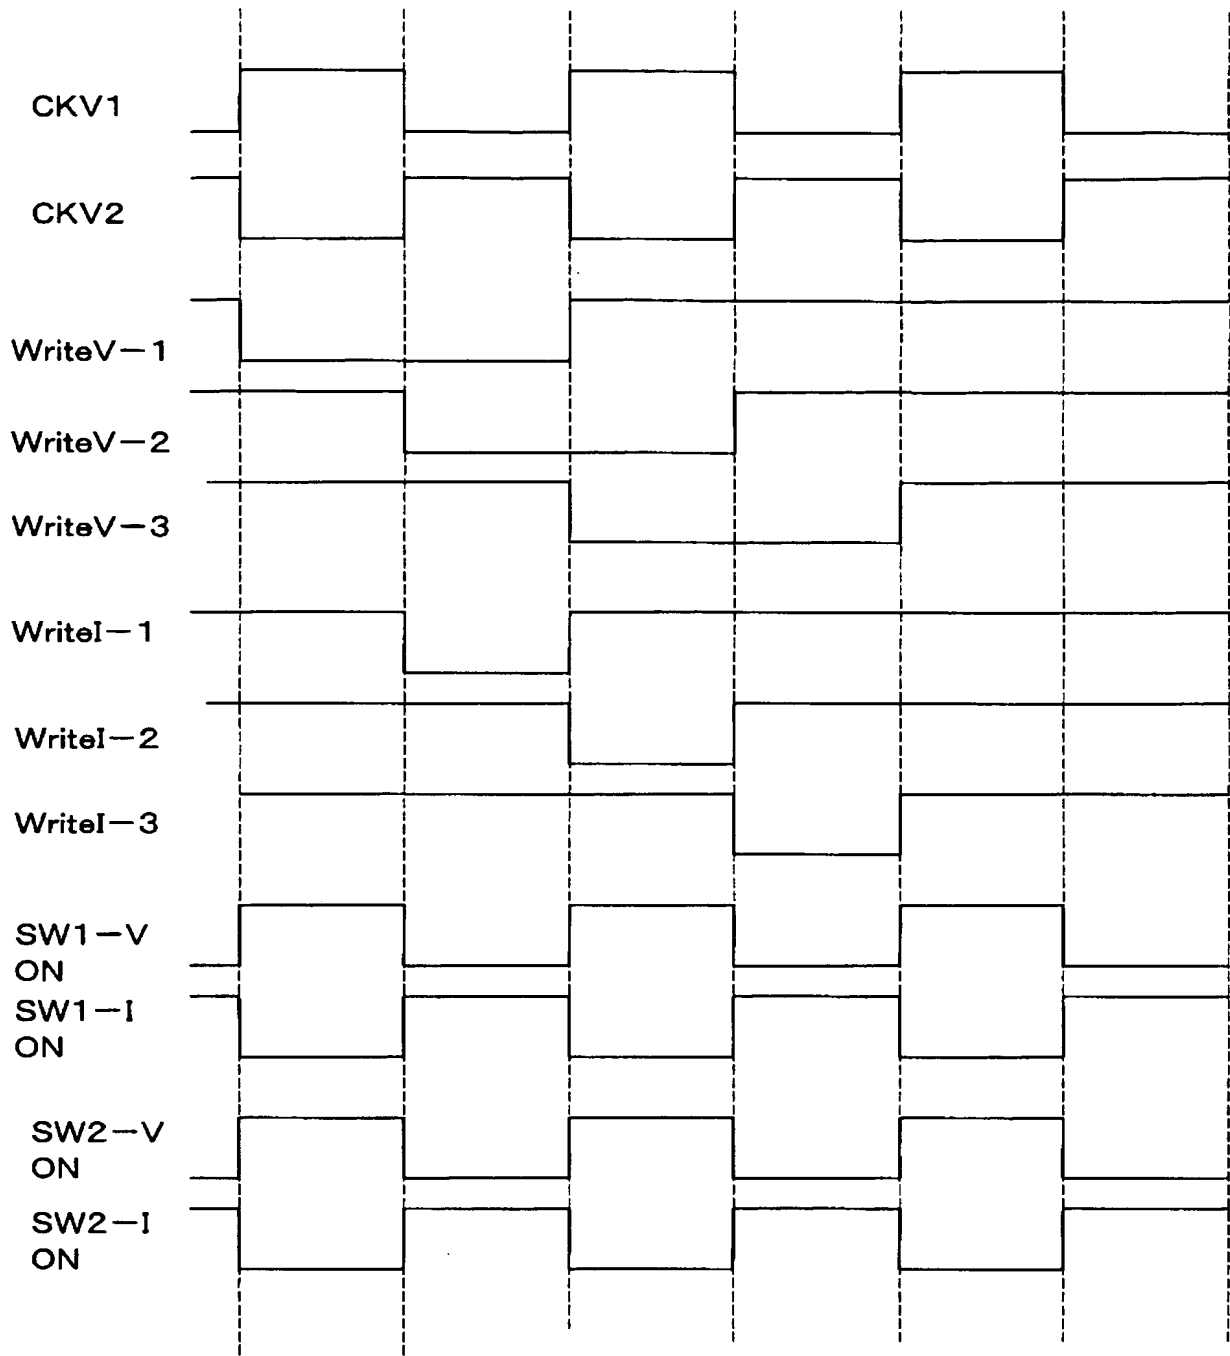 CKV1
CKV2
WriteV-1
WriteV-2
WriteV-3
WriteI-1
WriteI-2
WriteI-3
SW1-V
ON
SW1-I
ON
SW2-V
ON
SW2-I
ON